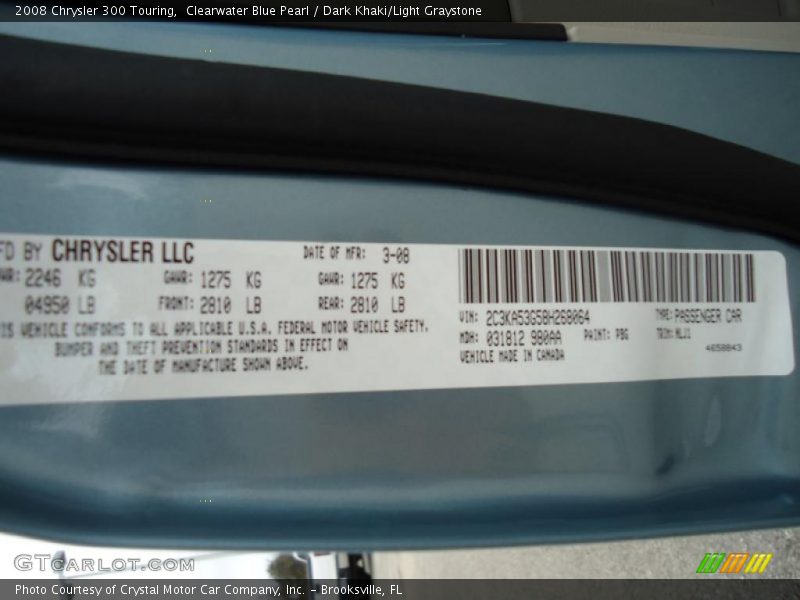 2008 Chrysler 300 Touring, Clearwater Blue Pearl / Dark Khaki/Light Graystone
FD BY CHRYSLER LLC DATE OF MFR: 3-08
WR: 2246 KG GAWR: 1275 KG GAWR: 1275 KG
04950 LB FRONT: 2810 LB REAR: 2810 LB
IS VEHICLE CONFORMS TO ALL APPLICABLE U.S.A. FEDERAL MOTOR VEHICLE SAFETY,
BUMPER AND THEFT PREVENTION STANDARDS IN EFFECT ON
THE DATE OF MANUFACTURE SHOWN ABOVE.
VIN: 2C3KA53G58H268064 TYPE: PASSENGER CAR
MDH: 031812 980AA PAINT: PBG TRIM:
VEHICLE MADE IN CANADA 4658843
GTCarLot.com
Photo Courtesy of Crystal Motor Car Company, Inc. – Brooksville, FL